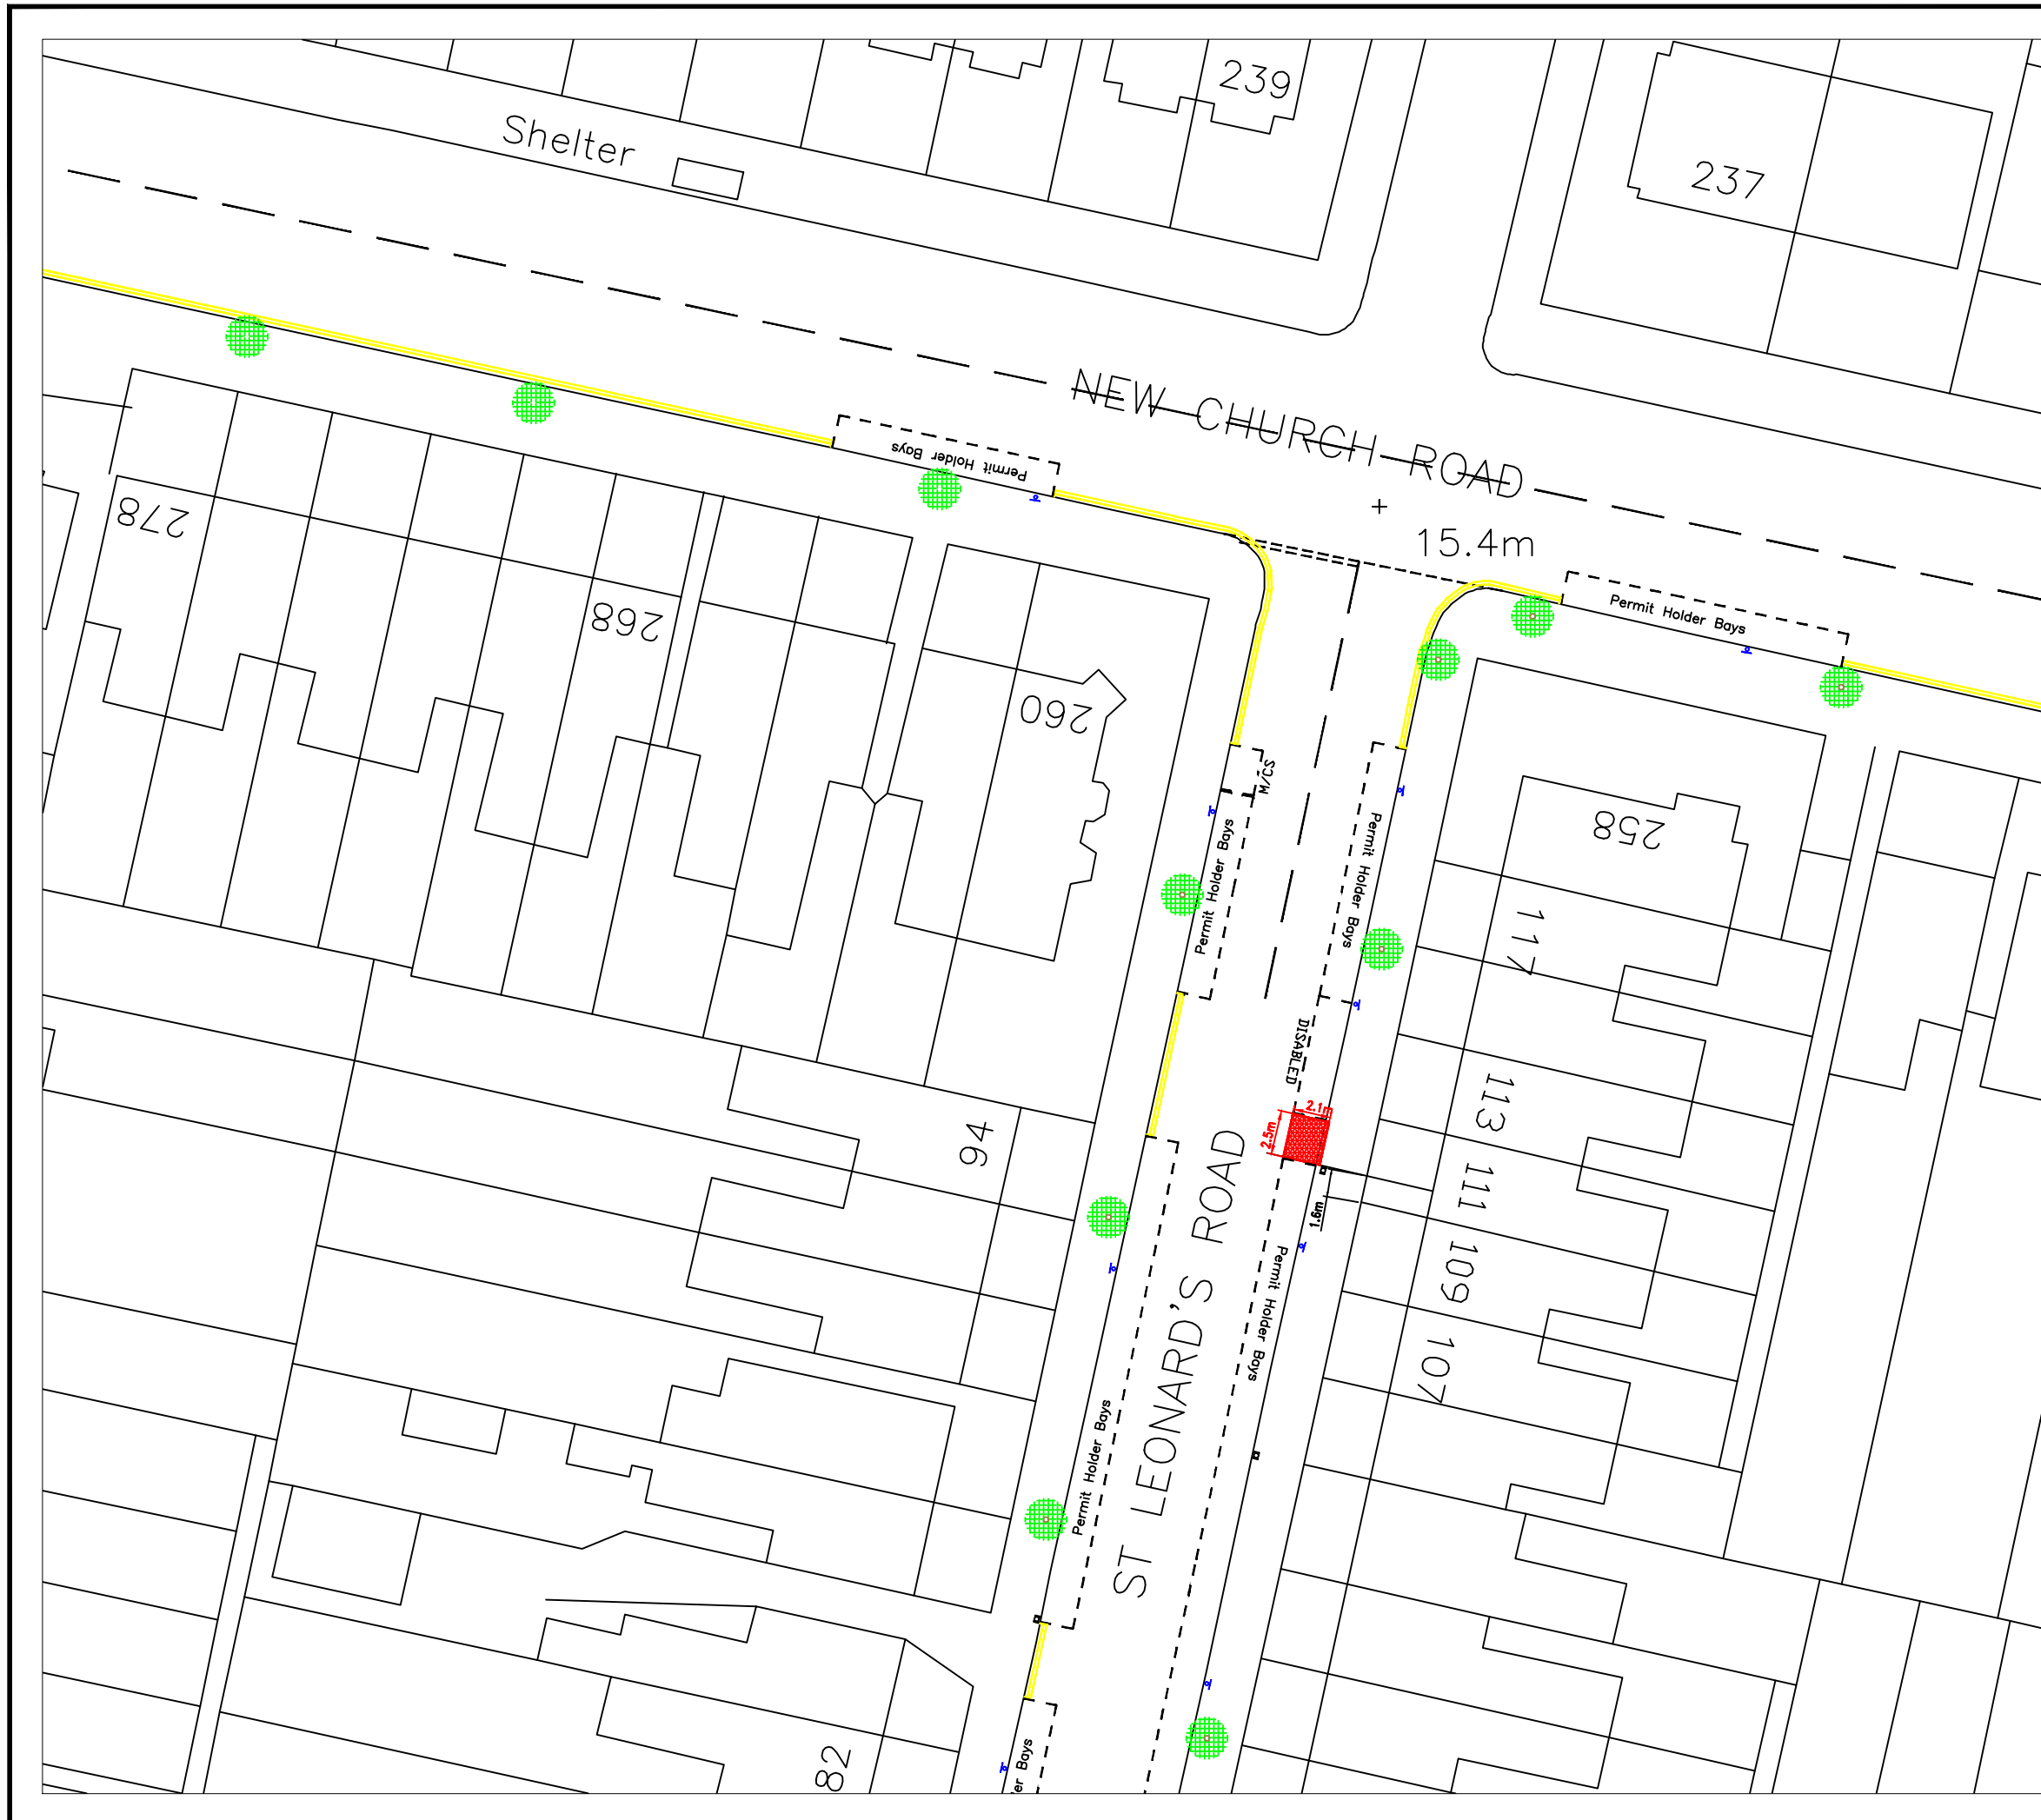 239
Shelter
237
NEW CHURCH ROAD
Permit Holder Bays
15.4m
278
268
260
Permit Holder Bays
M/CS
Permit Holder Bays
Permit Holder Bays
258
117
DISABLED
2.1m
2.5m
94
113
111
1.6m
109
107
Permit Holder Bays
Permit Holder Bays
ST LEONARD'S ROAD
82
er Bays